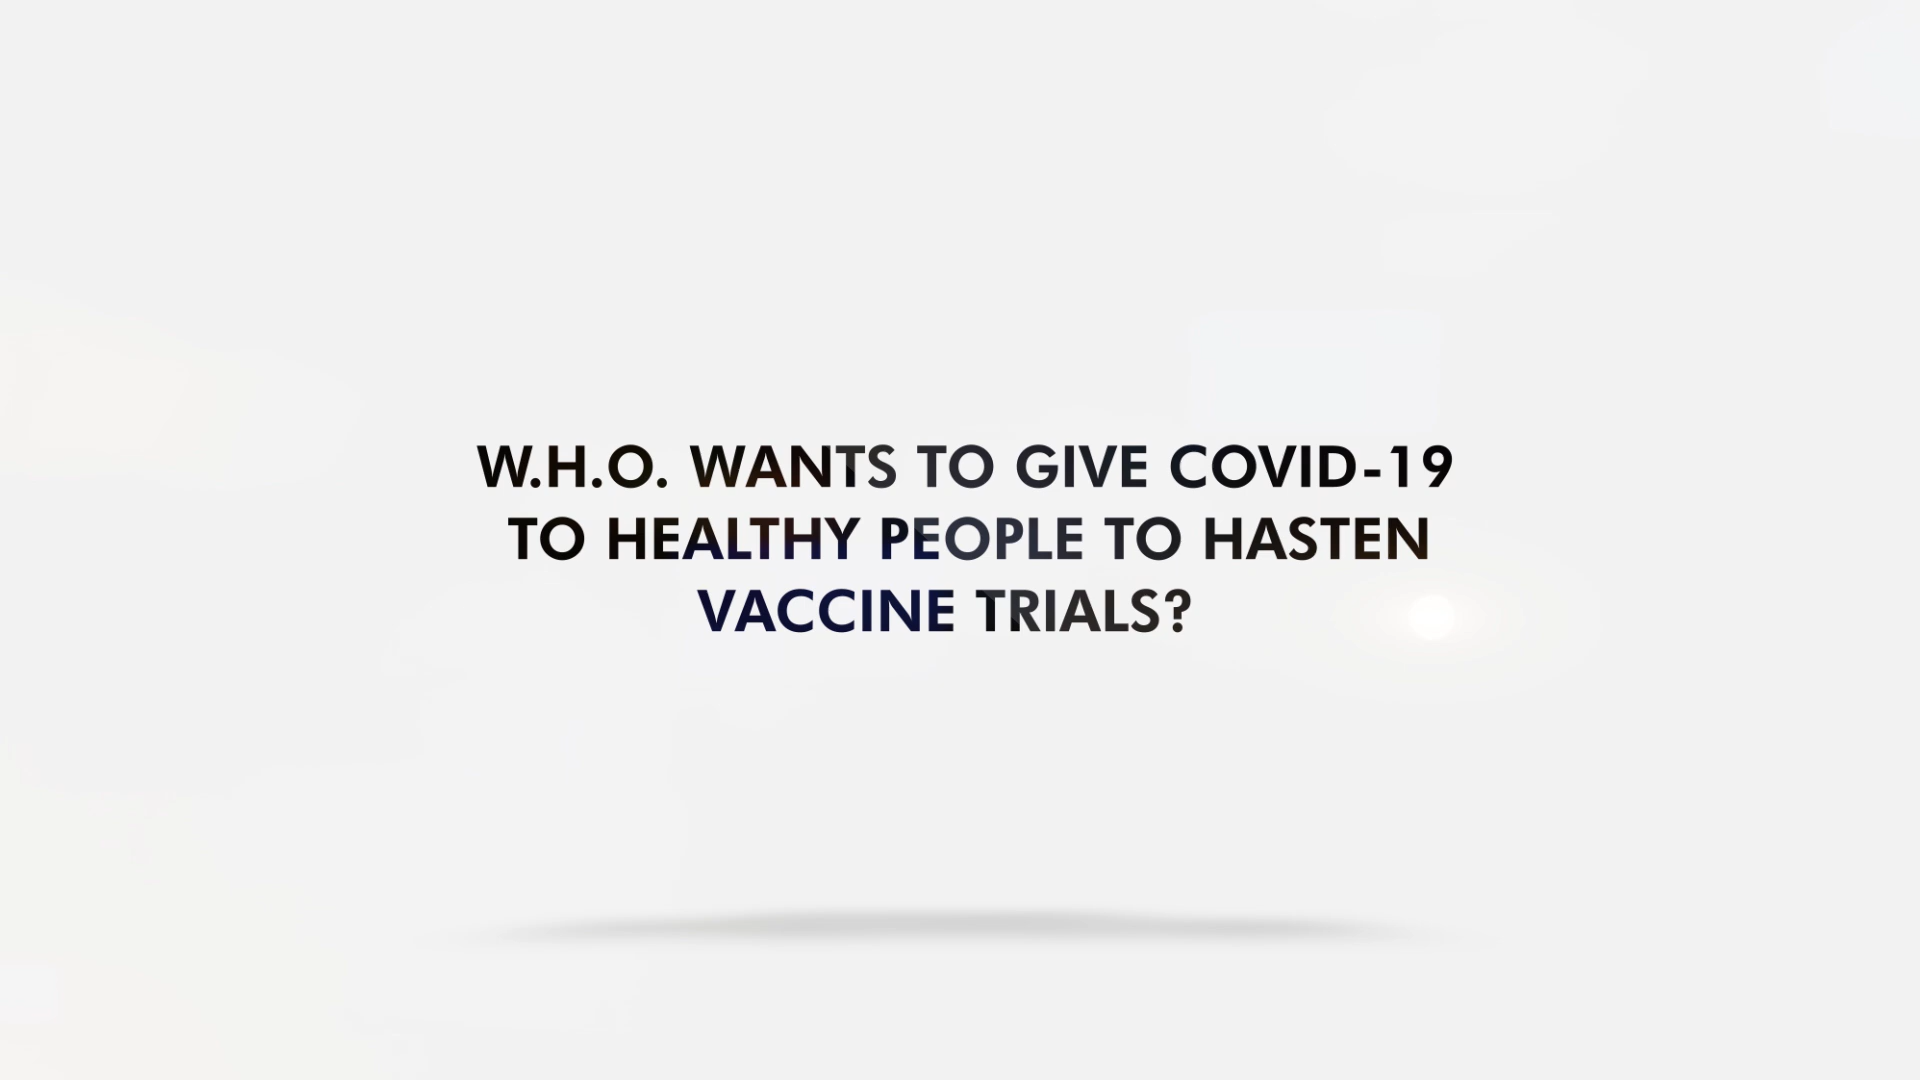 W.H.O. WANTS TO GIVE COVID-19
TO HEALTHY PEOPLE TO HASTEN
VACCINE TRIALS?